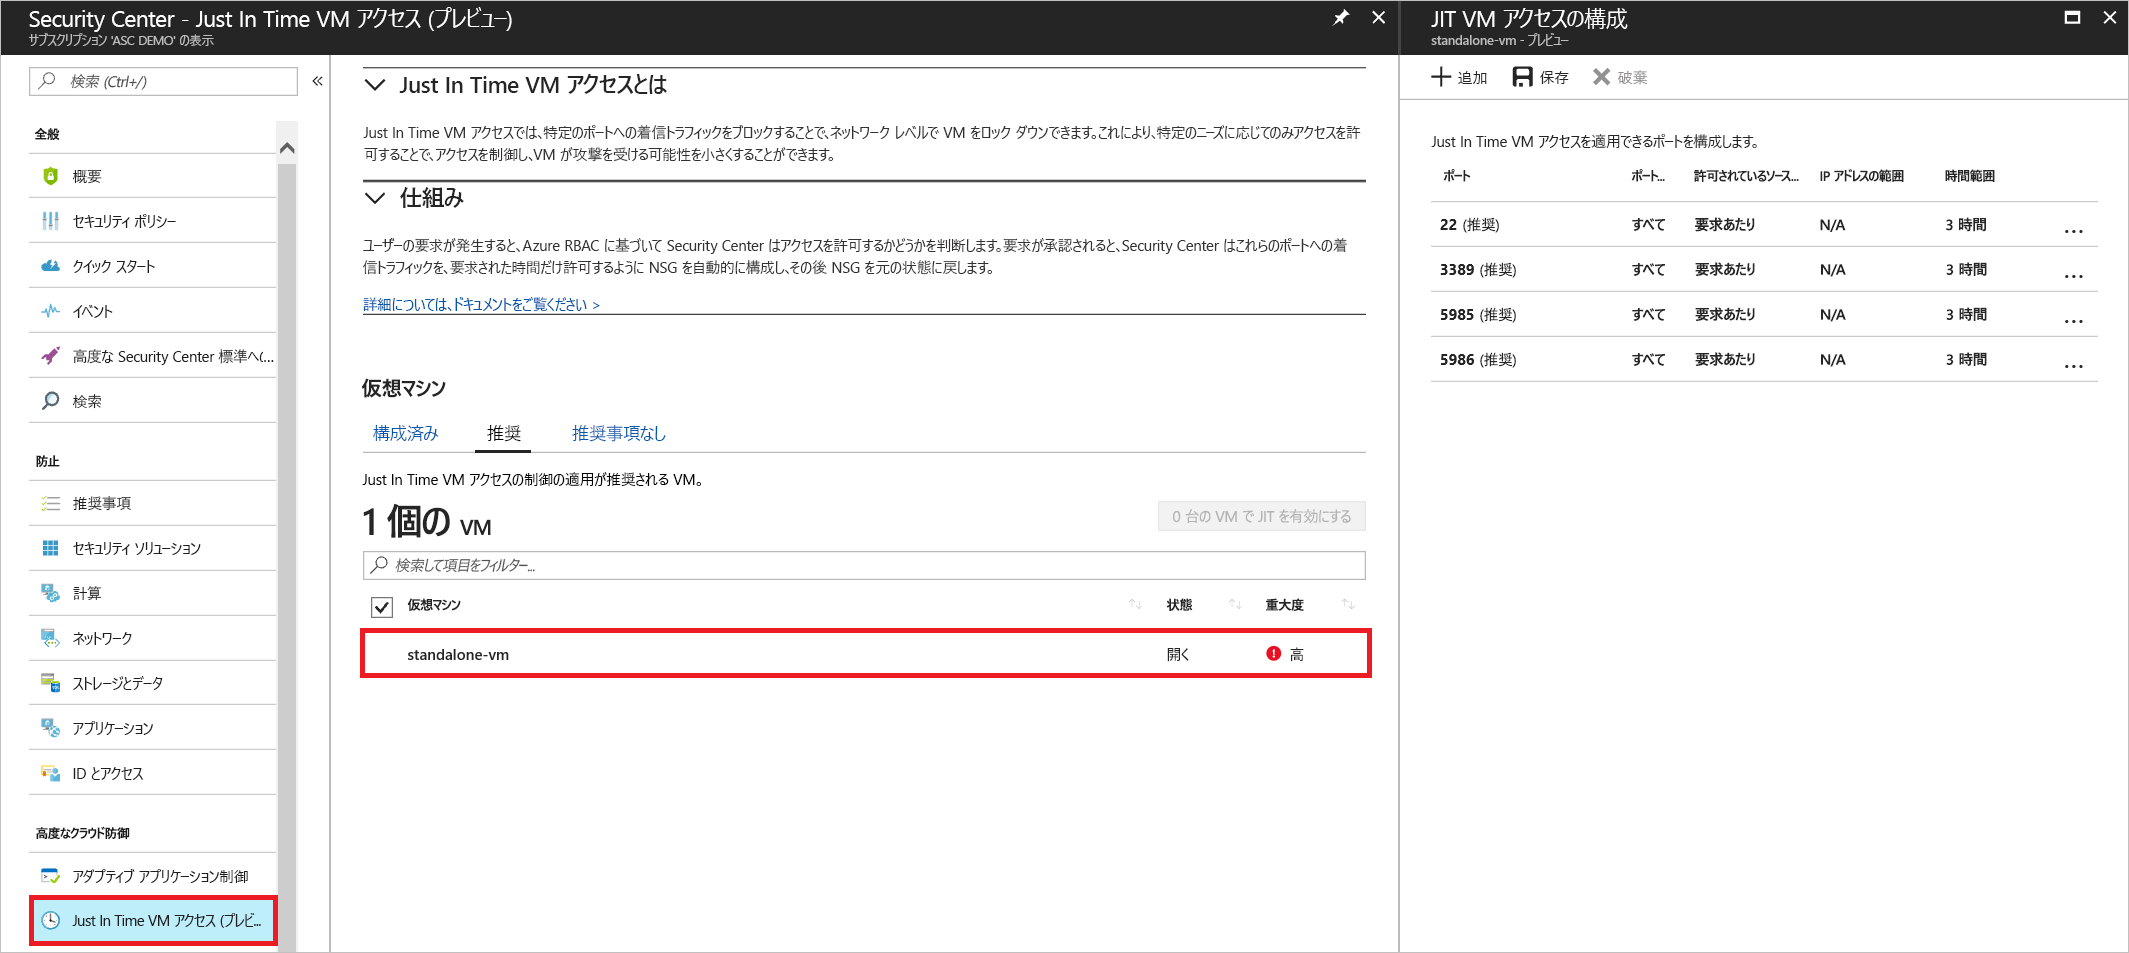 Security Center - Just In Time VM アクセス (プレビュー)
サブスクリプション 'ASC DEMO' の表示
検索 (Ctrl+/)
全般
概要
セキュリティ ポリシー
クイック スタート
イベント
高度な Security Center 標準への...
検索
防止
推奨事項
セキュリティ ソリューション
計算
ネットワーク
ストレージとデータ
アプリケーション
ID とアクセス
高度なクラウド防御
アダプティブ アプリケーション制御
Just In Time VM アクセス (プレビ...
Just In Time VM アクセスとは
Just In Time VM アクセスでは、特定のポートへの着信トラフィックをブロックすることで、ネットワーク レベルで VM をロック ダウンできます。これにより、特定のニーズに応じてのみアクセスを許
可することで、アクセスを制御し、VM が攻撃を受ける可能性を小さくすることができます。
仕組み
ユーザーの要求が発生すると、Azure RBAC に基づいて Security Center はアクセスを許可するかどうかを判断します。要求が承認されると、Security Center はこれらのポートへの着
信トラフィックを、要求された時間だけ許可するように NSG を自動的に構成し、その後 NSG を元の状態に戻します。
詳細については、ドキュメントをご覧ください >
仮想マシン
構成済み 推奨 推奨事項なし
Just In Time VM アクセスの制御の適用が推奨される VM。
1 個の VM
0 台の VM で JIT を有効にする
検索して項目をフィルター...
仮想マシン 状態 重大度
standalone-vm 開く 高
JIT VM アクセスの構成
standalone-vm - プレビュー
追加 保存 破棄
Just In Time VM アクセスを適用できるポートを構成します。
ポート ポート... 許可されているソース... IP アドレスの範囲 時間範囲
22 (推奨) すべて 要求あたり N/A 3 時間 ...
3389 (推奨) すべて 要求あたり N/A 3 時間 ...
5985 (推奨) すべて 要求あたり N/A 3 時間 ...
5986 (推奨) すべて 要求あたり N/A 3 時間 ...